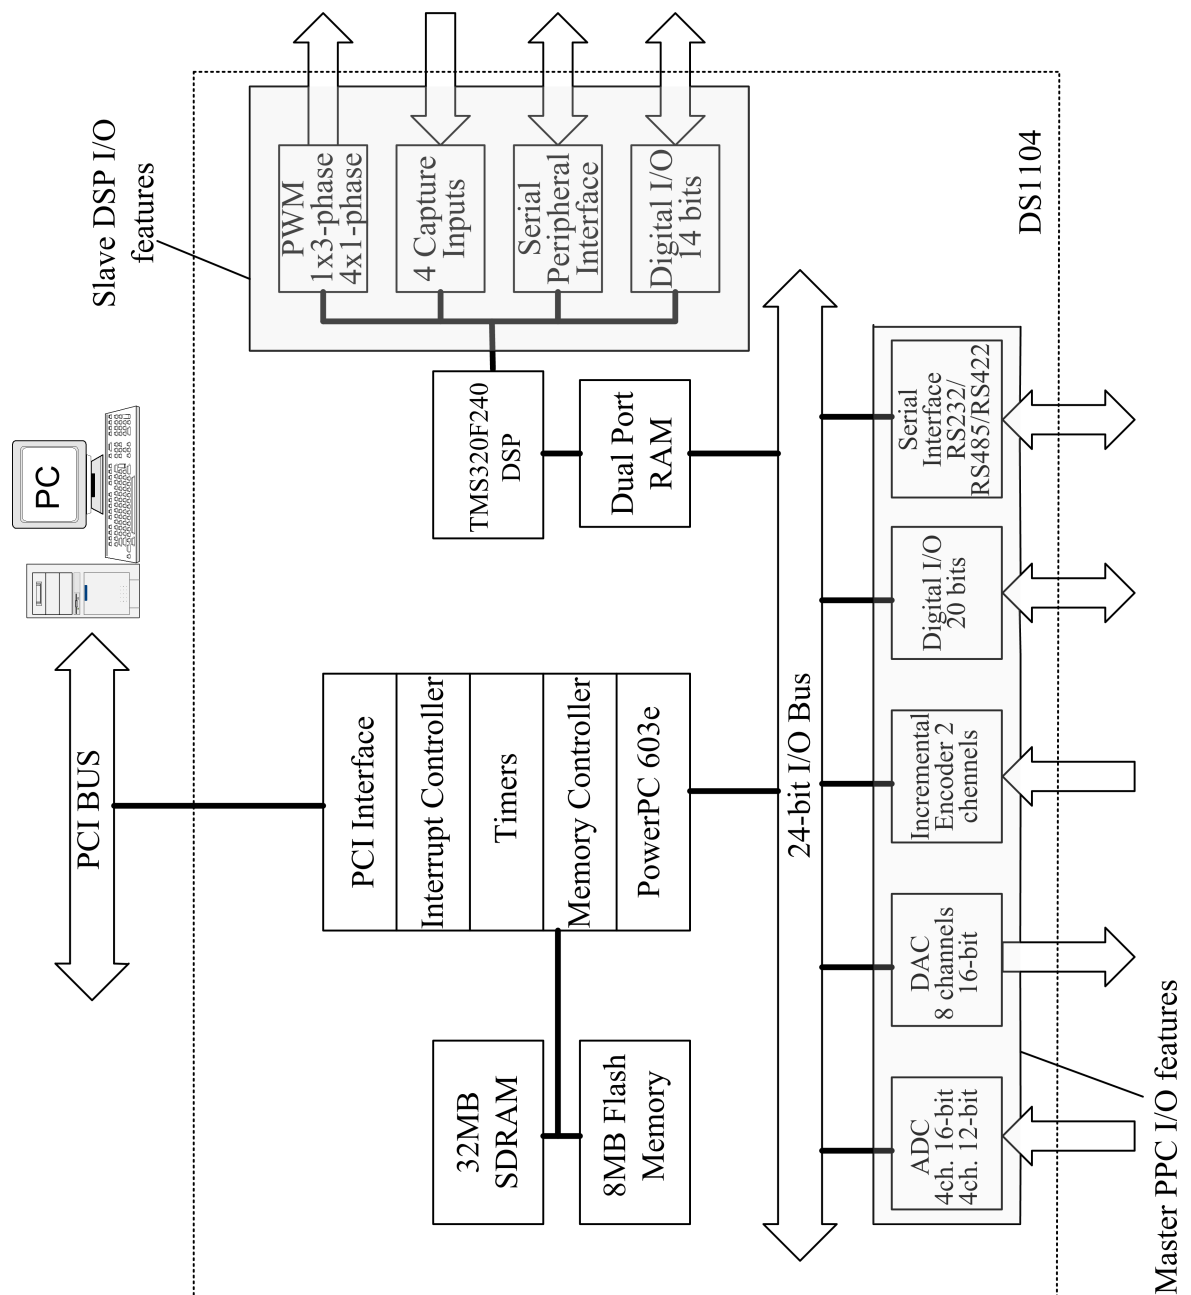 PC
PCI BUS
PCI Interface
Interrupt Controller
Timers
Memory Controller
PowerPC 603e
32MB
SDRAM
8MB Flash
Memory
TMS320F240
DSP
Dual Port
RAM
Slave DSP I/O
features
PWM
1x3-phase
4x1-phase
4 Capture
Inputs
Serial
Peripheral
Interface
Digital I/O
14 bits
24-bit I/O Bus
DS1104
ADC
4ch. 16-bit
4ch. 12-bit
DAC
8 channels
16-bit
Incremental
Encoder 2
chennels
Digital I/O
20 bits
Serial
Interface
RS232/
RS485/RS422
Master PPC I/O features